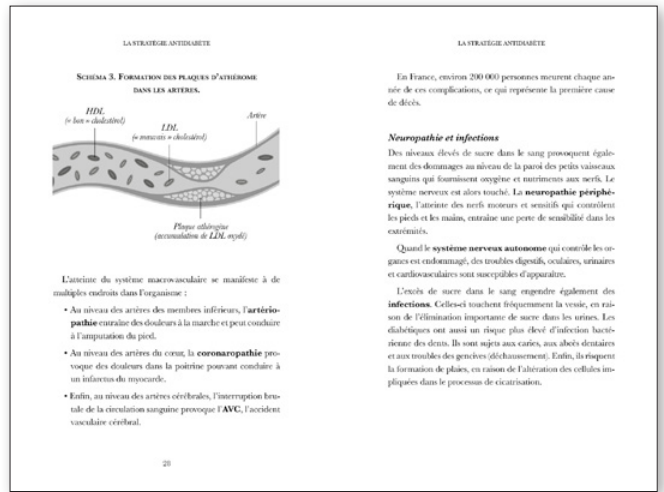 LA STRATÉGIE ANTIDIABÈTE
SCHÉMA 3. FORMATION DES PLAQUES D'ATHÉROME
DANS LES ARTÈRES.
HDL
(« bon » cholestérol)
LDL
(« mauvais » cholestérol)
Artère
Plaque athérogène
(accumulation de LDL oxydé)
L'atteinte du système macrovasculaire se manifeste à de
multiples endroits dans l'organisme :
• Au niveau des artères des membres inférieurs, l'artério-
pathie entraîne des douleurs à la marche et peut conduire
à l'amputation du pied.
• Au niveau des artères du cœur, la coronaropathie pro-
voque des douleurs dans la poitrine pouvant conduire à
un infarctus du myocarde.
• Enfin, au niveau des artères cérébrales, l'interruption bru-
tale de la circulation sanguine provoque l'AVC, l'accident
vasculaire cérébral.
28
LA STRATÉGIE ANTIDIABÈTE
En France, environ 200 000 personnes meurent chaque an-
née de ces complications, ce qui représente la première cause
de décès.
Neuropathie et infections
Des niveaux élevés de sucre dans le sang provoquent égale-
ment des dommages au niveau de la paroi des petits vaisseaux
sanguins qui fournissent oxygène et nutriments aux nerfs. Le
système nerveux est alors touché. La neuropathie périphé-
rique, l'atteinte des nerfs moteurs et sensitifs qui contrôlent
les pieds et les mains, entraîne une perte de sensibilité dans les
extrémités.
Quand le système nerveux autonome qui contrôle les or-
ganes est endommagé, des troubles digestifs, oculaires, urinaires
et cardiovasculaires sont susceptibles d'apparaître.
L'excès de sucre dans le sang engendre également des
infections. Celles-ci touchent fréquemment la vessie, en rai-
son de l'élimination importante de sucre dans les urines. Les
diabétiques ont aussi un risque plus élevé d'infection bacté-
rienne des dents. Ils sont sujets aux caries, aux abcès dentaires
et aux troubles des gencives (déchaussement). Enfin, ils risquent
la formation de plaies, en raison de l'altération des cellules im-
pliquées dans le processus de cicatrisation.